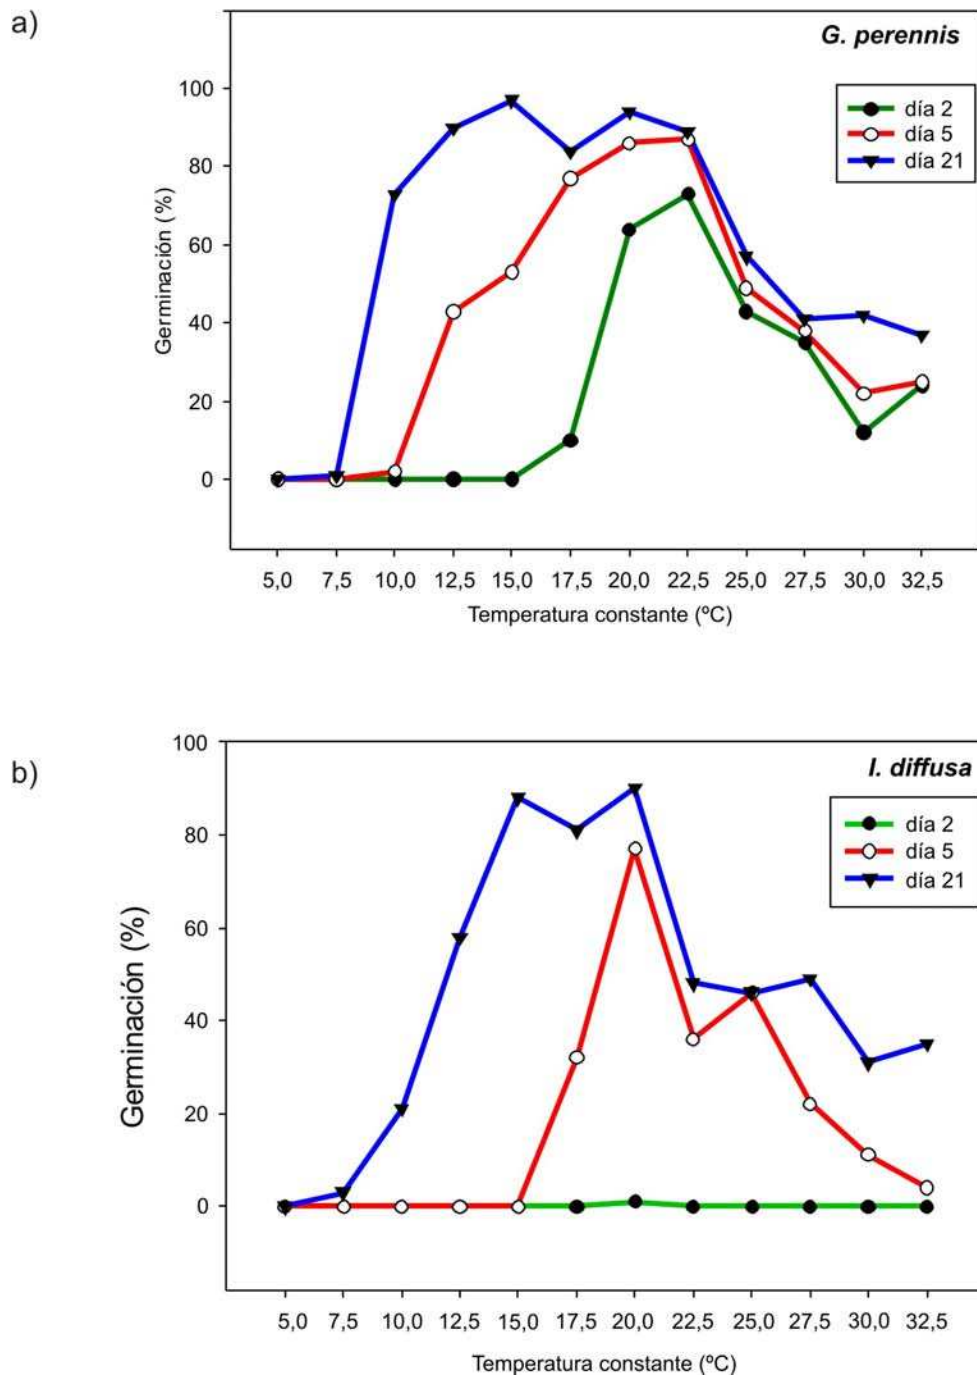 a)
G. perennis
día 2
día 5
día 21
100
80
60
40
20
0
Germinación (%)
5,0 7,5 10,0 12,5 15,0 17,5 20,0 22,5 25,0 27,5 30,0 32,5
Temperatura constante (ºC)
b)
I. diffusa
día 2
día 5
día 21
100
80
60
40
20
0
Germinación (%)
5,0 7,5 10,0 12,5 15,0 17,5 20,0 22,5 25,0 27,5 30,0 32,5
Temperatura constante (ºC)